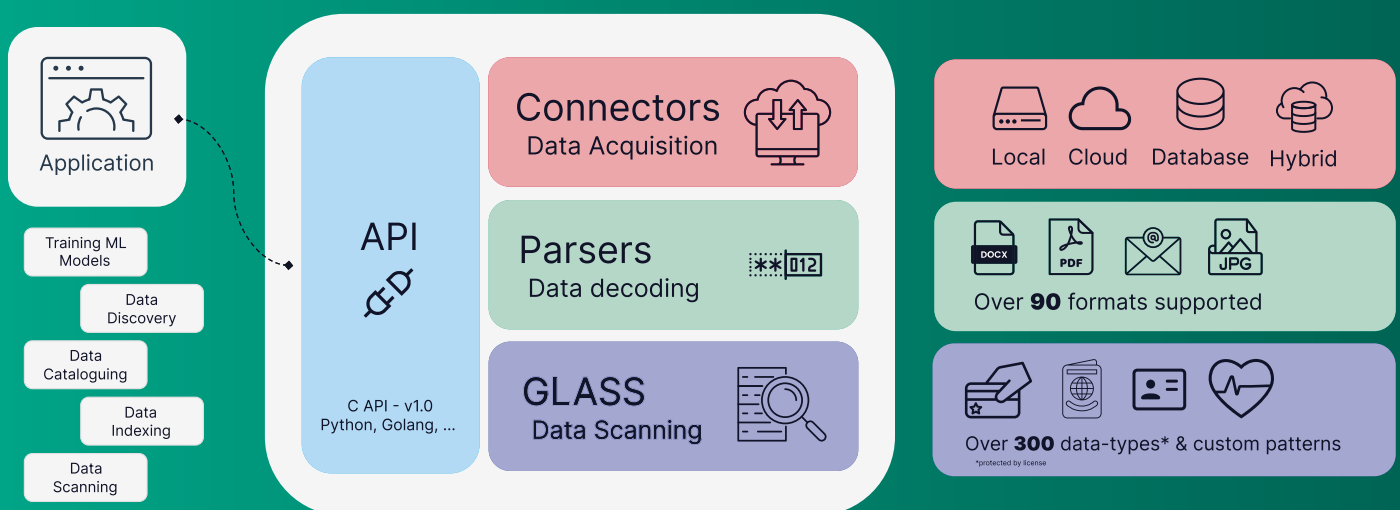 Application
Training ML
Models
Data
Discovery
Data
Cataloguing
Data
Indexing
Data
Scanning
API
C API - v1.0
Python, Golang, ...
Connectors
Data Acquisition
Parsers
Data decoding
**012
GLASS
Data Scanning
Local
Cloud
Database
Hybrid
DOCX
PDF
@
JPG
Over 90 formats supported
Over 300 data-types* & custom patterns
*protected by license